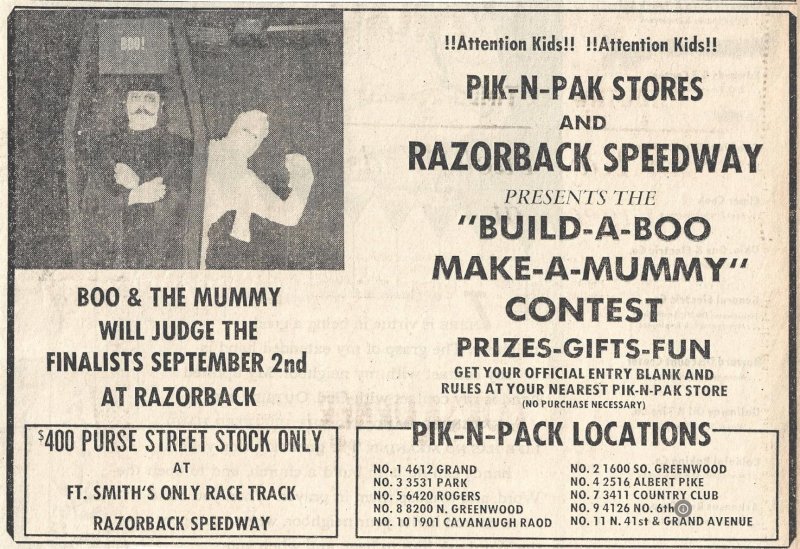 BOO!
!!Attention Kids!! !!Attention Kids!!
PIK-N-PAK STORES
AND
RAZORBACK SPEEDWAY
PRESENTS THE
"BUILD-A-BOO
MAKE-A-MUMMY"
CONTEST
PRIZES-GIFTS-FUN
GET YOUR OFFICIAL ENTRY BLANK AND
RULES AT YOUR NEAREST PIK-N-PAK STORE
(NO PURCHASE NECESSARY)
BOO & THE MUMMY
WILL JUDGE THE
FINALISTS SEPTEMBER 2nd
AT RAZORBACK
$400 PURSE STREET STOCK ONLY
AT
FT. SMITH'S ONLY RACE TRACK
RAZORBACK SPEEDWAY
PIK-N-PACK LOCATIONS
NO. 1 4612 GRAND
NO. 3 3531 PARK
NO. 5 6420 ROGERS
NO. 8 8200 N. GREENWOOD
NO. 10 1901 CAVANAUGH RAOD
NO. 2 1600 SO. GREENWOOD
NO. 4 2516 ALBERT PIKE
NO. 7 3411 COUNTRY CLUB
NO. 9 4126 NO. 6th
NO. 11 N. 41st & GRAND AVENUE